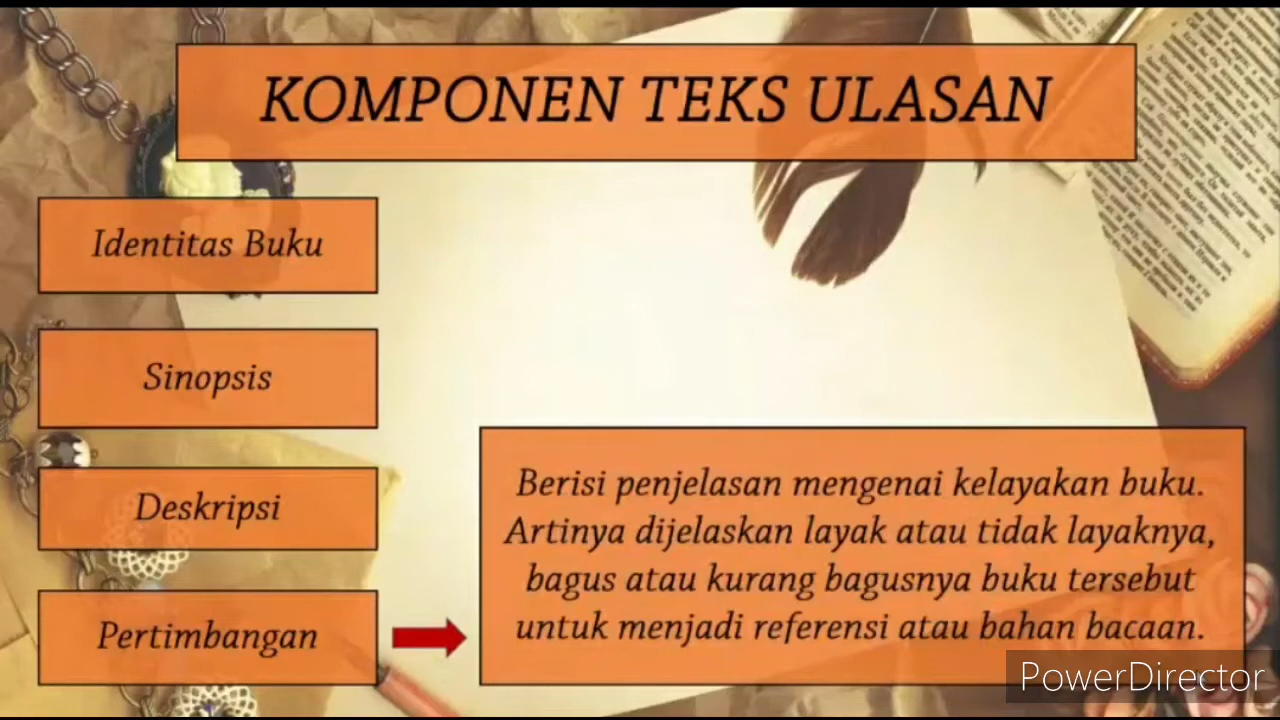 KOMPONEN TEKS ULASAN
Identitas Buku
Sinopsis
Deskripsi
Pertimbangan
Berisi penjelasan mengenai kelayakan buku.
Artinya dijelaskan layak atau tidak layaknya,
bagus atau kurang bagusnya buku tersebut
untuk menjadi referensi atau bahan bacaan.
PowerDirector